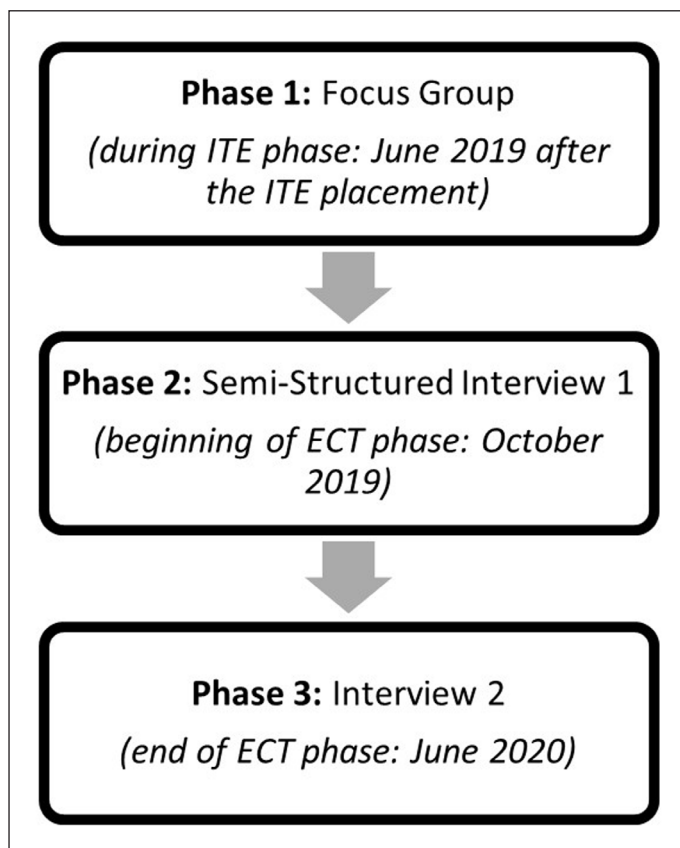 Phase 1: Focus Group
(during ITE phase: June 2019 after
the ITE placement)
Phase 2: Semi-Structured Interview 1
(beginning of ECT phase: October
2019)
Phase 3: Interview 2
(end of ECT phase: June 2020)